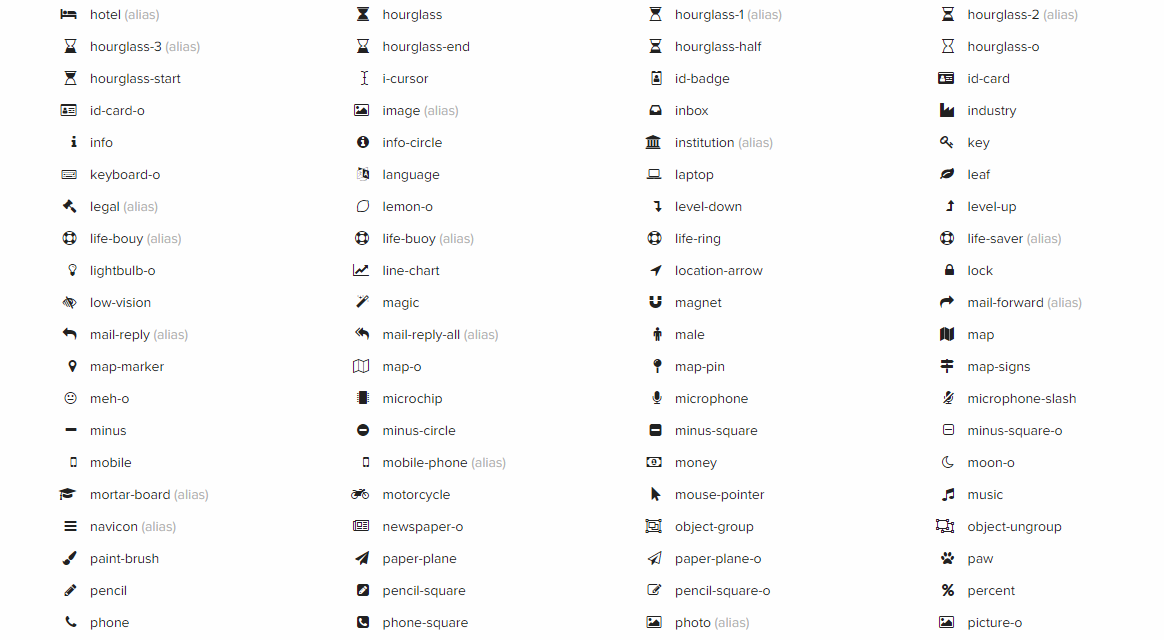 hotel (alias) hourglass hourglass-1 (alias) hourglass-2 (alias)
hourglass-3 (alias) hourglass-end hourglass-half hourglass-o
hourglass-start i-cursor id-badge id-card
id-card-o image (alias) inbox industry
info info-circle institution (alias) key
keyboard-o language laptop leaf
legal (alias) lemon-o level-down level-up
life-bouy (alias) life-buoy (alias) life-ring life-saver (alias)
lightbulb-o line-chart location-arrow lock
low-vision magic magnet mail-forward (alias)
mail-reply (alias) mail-reply-all (alias) male map
map-marker map-o map-pin map-signs
meh-o microchip microphone microphone-slash
minus minus-circle minus-square minus-square-o
mobile mobile-phone (alias) money moon-o
mortar-board (alias) motorcycle mouse-pointer music
navicon (alias) newspaper-o object-group object-ungroup
paint-brush paper-plane paper-plane-o paw
pencil pencil-square pencil-square-o percent
phone phone-square photo (alias) picture-o